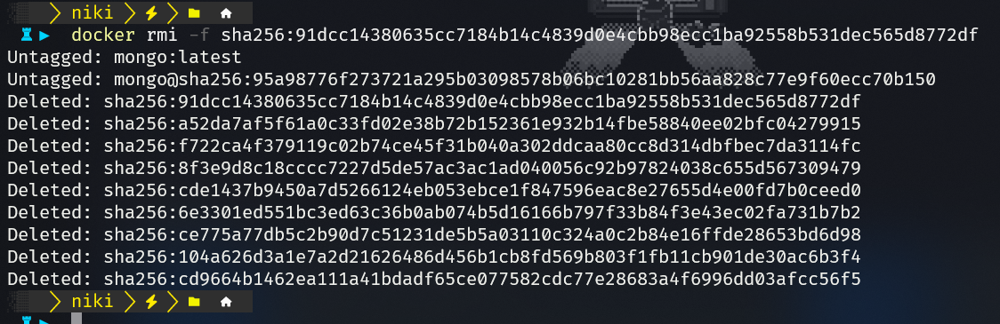 niki
docker rmi -f sha256:91dcc14380635cc7184b14c4839d0e4cbb98ecc1ba92558b531dec565d8772df
Untagged: mongo:latest
Untagged: mongo@sha256:95a98776f273721a295b03098578b06bc10281bb56aa828c77e9f60ecc70b150
Deleted: sha256:91dcc14380635cc7184b14c4839d0e4cbb98ecc1ba92558b531dec565d8772df
Deleted: sha256:a52da7af5f61a0c33fd02e38b72b152361e932b14fbe58840ee02bfc04279915
Deleted: sha256:f722ca4f379119c02b74ce45f31b040a302ddcaa80cc8d314dbfbec7da3114fc
Deleted: sha256:8f3e9d8c18cccc7227d5de57ac3ac1ad040056c92b97824038c655d567309479
Deleted: sha256:cde1437b9450a7d5266124eb053ebce1f847596eac8e27655d4e00fd7b0ceed0
Deleted: sha256:6e3301ed551bc3ed63c36b0ab074b5d16166b797f33b84f3e43ec02fa731b7b2
Deleted: sha256:ce775a77db5c2b90d7c51231de5b5a03110c324a0c2b84e16ffde28653bd6d98
Deleted: sha256:104a626d3a1e7a2d21626486d456b1cb8fd569b803f1fb11cb901de30ac6b3f4
Deleted: sha256:cd9664b1462ea111a41bdadf65ce077582cdc77e28683a4f6996dd03afcc56f5
niki